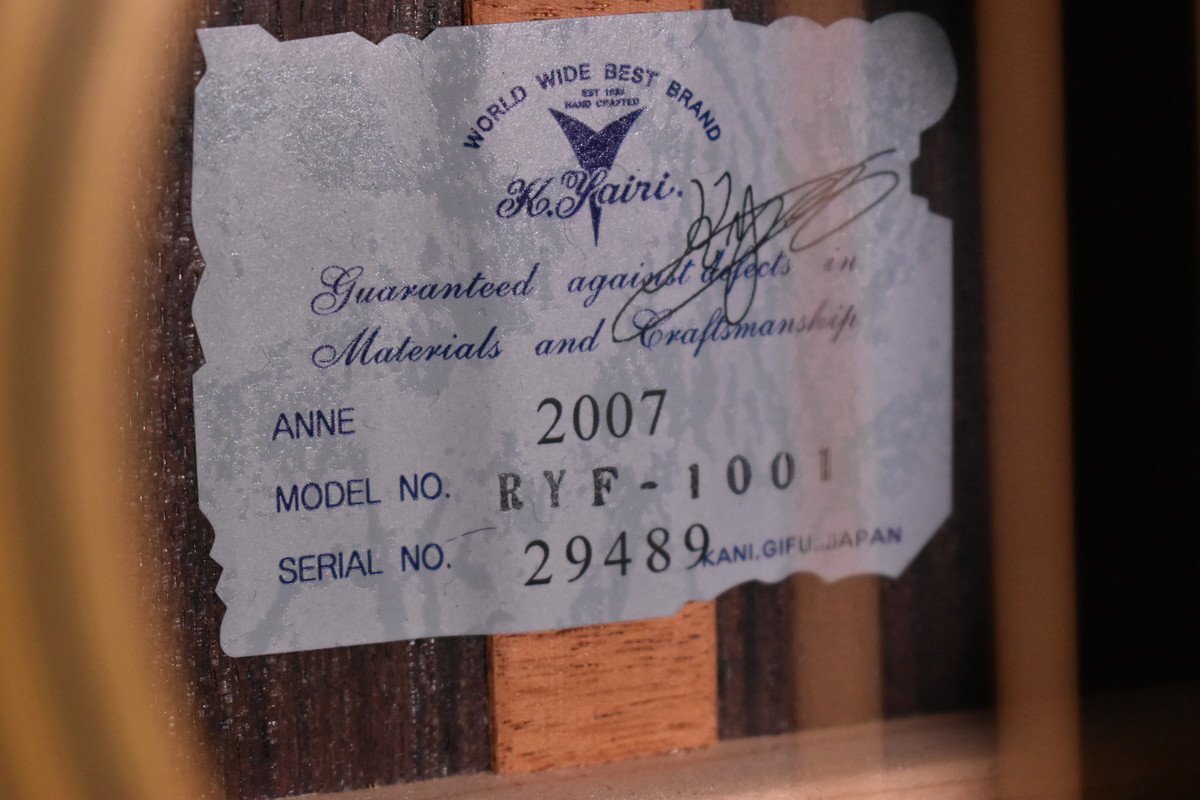 WORLD WIDE BEST BRAND
EST 1935
HAND CRAFTED
K.Yairi.
Guaranteed against defects in
Materials and Craftsmanship
ANNE 2007
MODEL NO. RYF-1001
SERIAL NO. 29489
KANI, GIFU. JAPAN